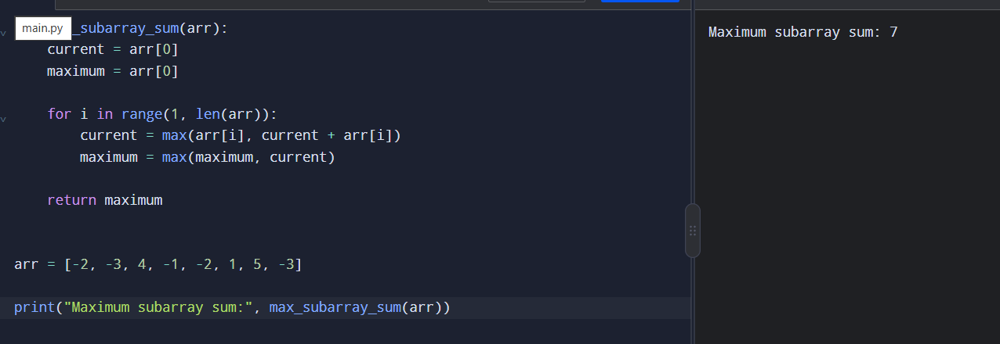 main.py
_subarray_sum(arr):
    current = arr[0]
    maximum = arr[0]
    for i in range(1, len(arr)):
        current = max(arr[i], current + arr[i])
        maximum = max(maximum, current)
    return maximum
arr = [-2, -3, 4, -1, -2, 1, 5, -3]
print("Maximum subarray sum:", max_subarray_sum(arr))
Maximum subarray sum: 7